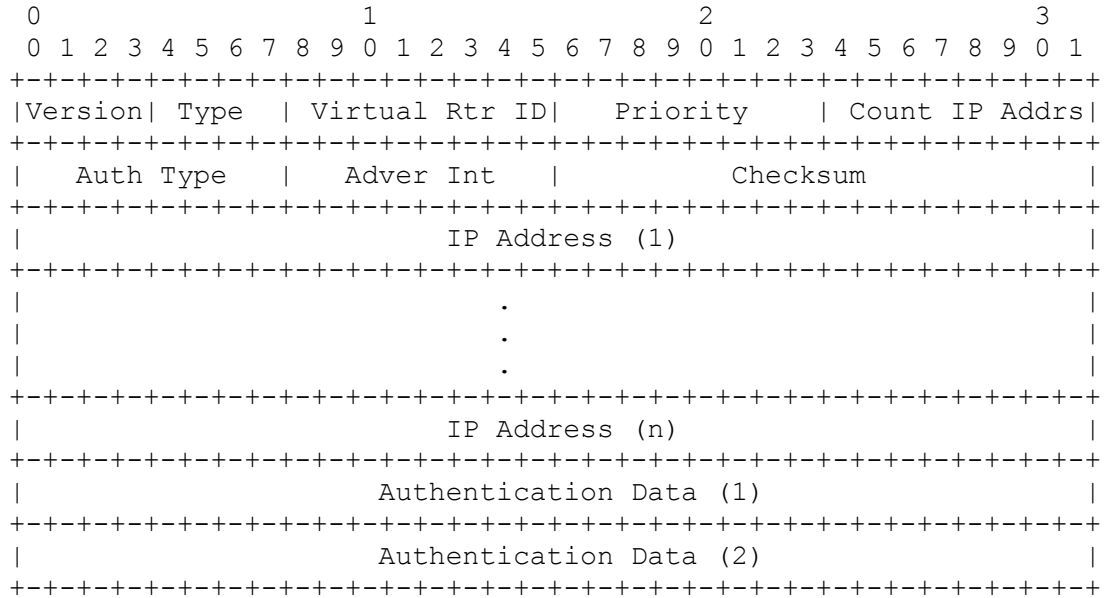 0                   1                   2                   3
 0 1 2 3 4 5 6 7 8 9 0 1 2 3 4 5 6 7 8 9 0 1 2 3 4 5 6 7 8 9 0 1
+-+-+-+-+-+-+-+-+-+-+-+-+-+-+-+-+-+-+-+-+-+-+-+-+-+-+-+-+-+-+-+-+
|Version| Type  | Virtual Rtr ID|   Priority    | Count IP Addrs|
+-+-+-+-+-+-+-+-+-+-+-+-+-+-+-+-+-+-+-+-+-+-+-+-+-+-+-+-+-+-+-+-+
|   Auth Type   |   Adver Int   |          Checksum             |
+-+-+-+-+-+-+-+-+-+-+-+-+-+-+-+-+-+-+-+-+-+-+-+-+-+-+-+-+-+-+-+-+
|                         IP Address (1)                        |
+-+-+-+-+-+-+-+-+-+-+-+-+-+-+-+-+-+-+-+-+-+-+-+-+-+-+-+-+-+-+-+-+
|                            .                                  |
|                            .                                  |
|                            .                                  |
+-+-+-+-+-+-+-+-+-+-+-+-+-+-+-+-+-+-+-+-+-+-+-+-+-+-+-+-+-+-+-+-+
|                         IP Address (n)                        |
+-+-+-+-+-+-+-+-+-+-+-+-+-+-+-+-+-+-+-+-+-+-+-+-+-+-+-+-+-+-+-+-+
|                     Authentication Data (1)                   |
+-+-+-+-+-+-+-+-+-+-+-+-+-+-+-+-+-+-+-+-+-+-+-+-+-+-+-+-+-+-+-+-+
|                     Authentication Data (2)                   |
+-+-+-+-+-+-+-+-+-+-+-+-+-+-+-+-+-+-+-+-+-+-+-+-+-+-+-+-+-+-+-+-+